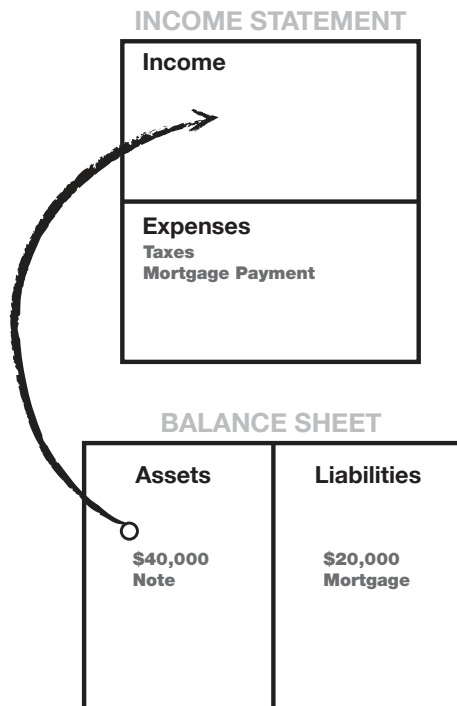 INCOME STATEMENT
Income
Expenses
Taxes
Mortgage Payment
BALANCE SHEET
Assets
Liabilities
$40,000
Note
$20,000
Mortgage